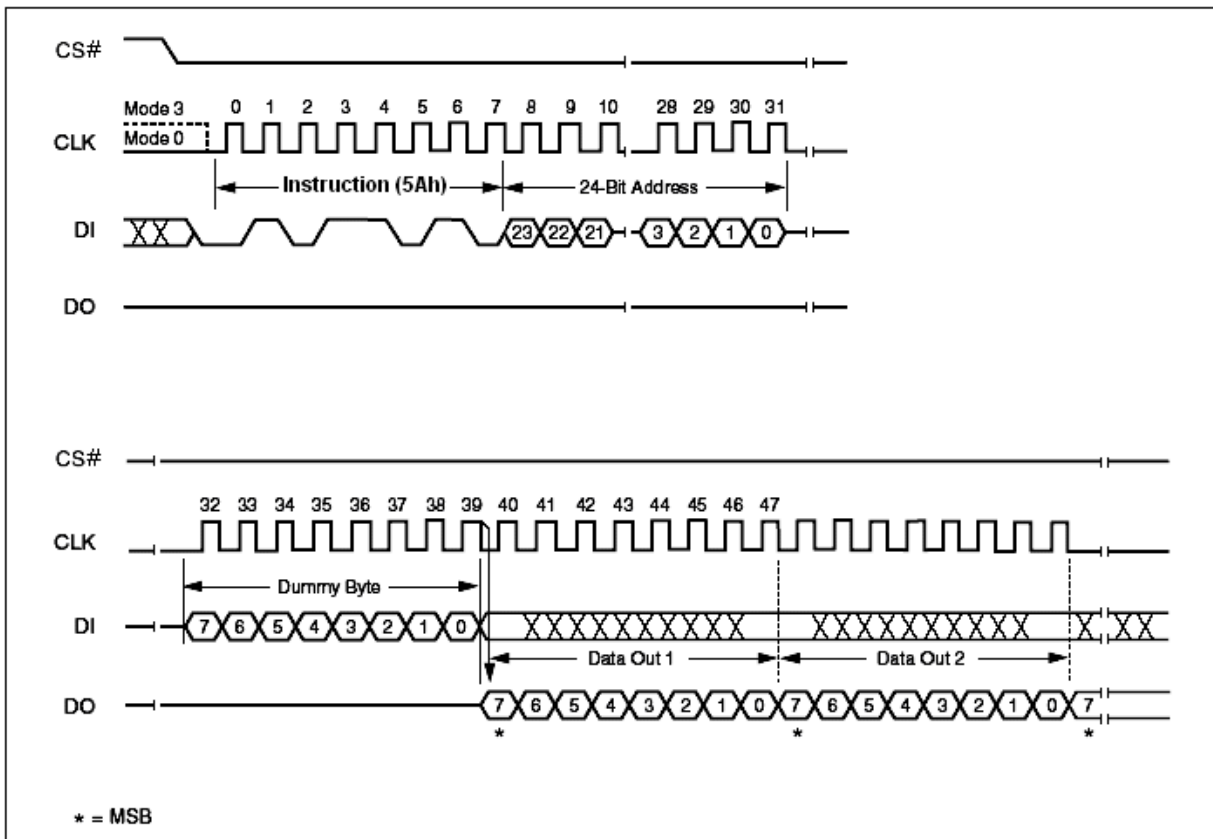 CS#
Mode 3
0 1 2 3 4 5 6 7 8 9 10 28 29 30 31
Mode 0
CLK
Instruction (5Ah) 24-Bit Address
DI 23 22 21 3 2 1 0
DO
CS#
32 33 34 35 36 37 38 39 40 41 42 43 44 45 46 47
CLK
Dummy Byte
DI 7 6 5 4 3 2 1 0
Data Out 1 Data Out 2
DO 7 6 5 4 3 2 1 0 7 6 5 4 3 2 1 0 7
* * *
* = MSB